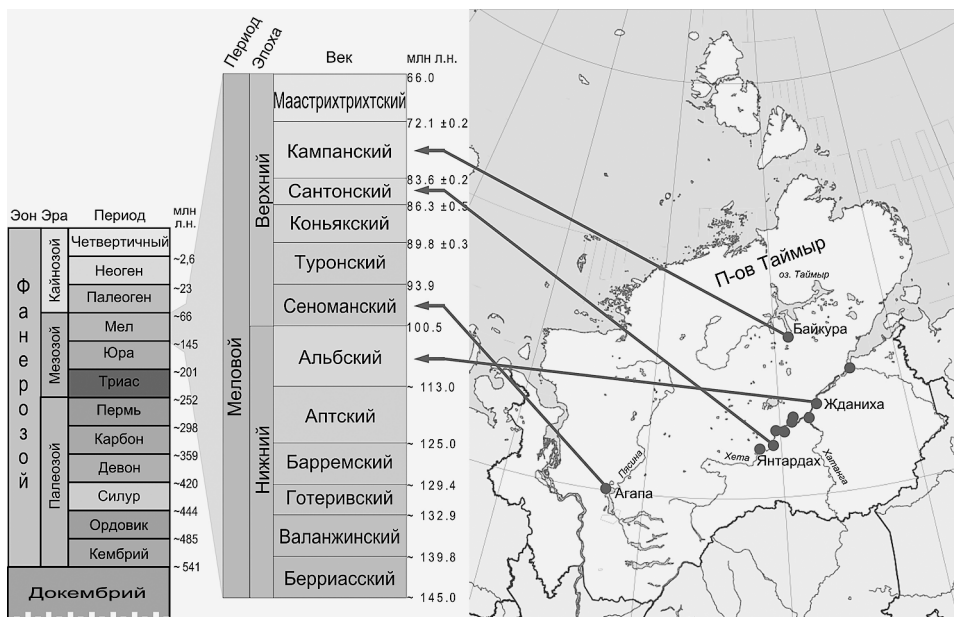 Эон Эра Период млн л.н.
Фанерозой
Кайнозой
Мезозой
Палеозой
Четвертичный
~2,6
Неоген
~23
Палеоген
~66
Мел
~145
Юра
~201
Триас
~252
Пермь
~298
Карбон
~359
Девон
~420
Силур
~444
Ордовик
~485
Кембрий
~541
Докембрий
Период Эпоха Век млн л.н.
Меловой
Верхний
Нижний
66.0
Маастрихтрихтский
72.1 ±0.2
Кампанский
83.6 ±0.2
Сантонский
86.3 ±0.5
Коньякский
89.8 ±0.3
Туронский
93.9
Сеноманский
100.5
Альбский
~ 113.0
Аптский
~ 125.0
Барремский
~ 129.4
Готеривский
~ 132.9
Валанжинский
~ 139.8
Берриасский
~ 145.0
П-ов Таймыр
оз. Таймыр
Байкура
Жданиха
Хета
Янтардах
Хатанга
Пясина
Агапа